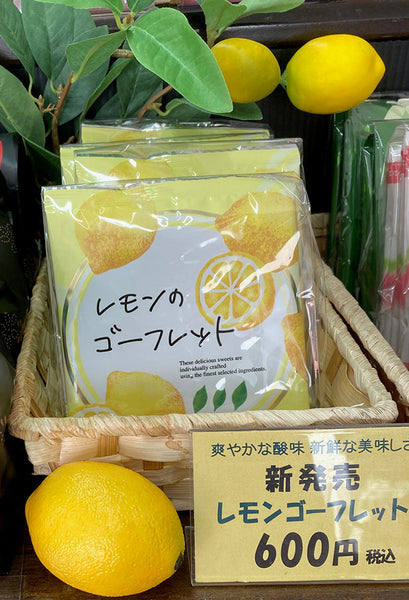 レモンの
ゴーフレット
These delicious sweets are
individually crafted
using the finest selected ingredients.
爽やかな酸味 新鮮な美味しさ
新発売
レモンゴーフレット
600円 税込